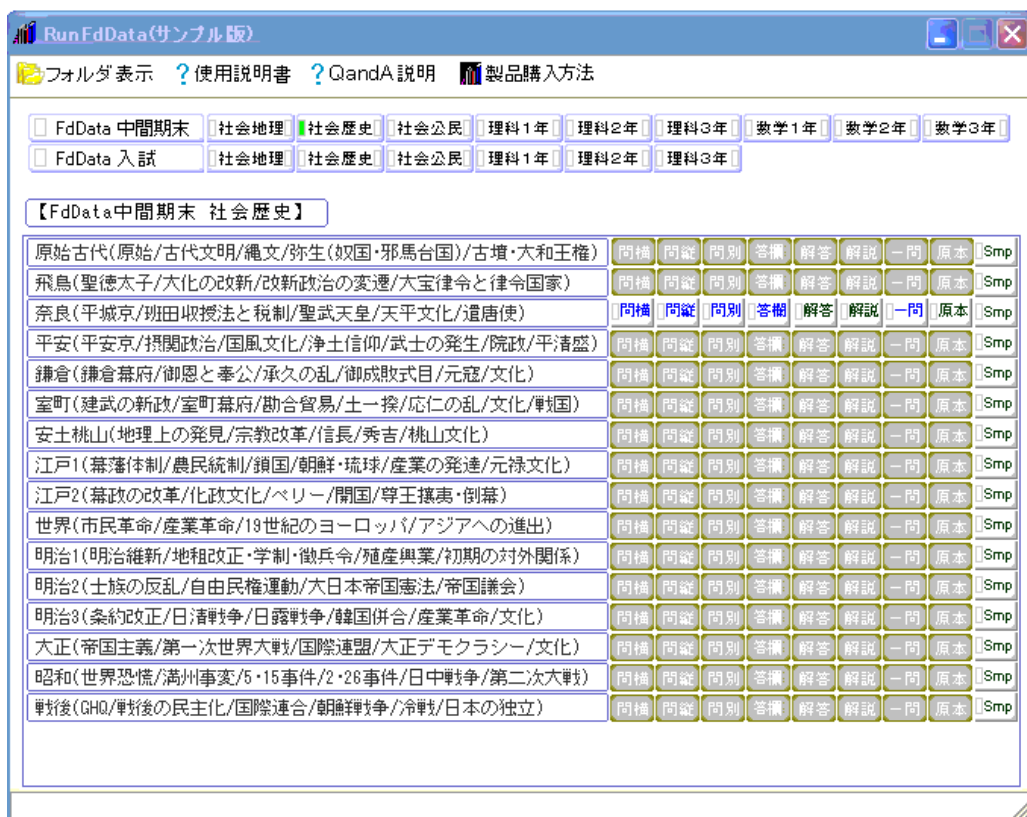 RunFdData(サンプル版)
フォルダ表示 ?使用説明書 ?QandA説明 製品購入方法
FdData 中間期末 社会地理 社会歴史 社会公民 理科1年 理科2年 理科3年 数学1年 数学2年 数学3年
FdData 入試 社会地理 社会歴史 社会公民 理科1年 理科2年 理科3年
【FdData中間期末 社会歴史】
原始古代(原始/古代文明/縄文/弥生(奴国・邪馬台国)/古墳・大和王権) 問横 問縦 問別 答欄 解答 解説 一問 原本 Smp
飛鳥(聖徳太子/大化の改新/改新政治の変遷/大宝律令と律令国家) 問横 問縦 問別 答欄 解答 解説 一問 原本 Smp
奈良(平城京/班田収授法と税制/聖武天皇/天平文化/遣唐使) 問横 問縦 問別 答欄 解答 解説 一問 原本 Smp
平安(平安京/摂関政治/国風文化/浄土信仰/武士の発生/院政/平清盛) 問横 問縦 問別 答欄 解答 解説 一問 原本 Smp
鎌倉(鎌倉幕府/御恩と奉公/承久の乱/御成敗式目/元寇/文化) 問横 問縦 問別 答欄 解答 解説 一問 原本 Smp
室町(建武の新政/室町幕府/勘合貿易/土一揆/応仁の乱/文化/戦国) 問横 問縦 問別 答欄 解答 解説 一問 原本 Smp
安土桃山(地理上の発見/宗教改革/信長/秀吉/桃山文化) 問横 問縦 問別 答欄 解答 解説 一問 原本 Smp
江戸1(幕藩体制/農民統制/鎖国/朝鮮・琉球/産業の発達/元禄文化) 問横 問縦 問別 答欄 解答 解説 一問 原本 Smp
江戸2(幕政の改革/化政文化/ペリー/開国/尊王攘夷・倒幕) 問横 問縦 問別 答欄 解答 解説 一問 原本 Smp
世界(市民革命/産業革命/19世紀のヨーロッパ/アジアへの進出) 問横 問縦 問別 答欄 解答 解説 一問 原本 Smp
明治1(明治維新/地租改正・学制・徴兵令/殖産興業/初期の対外関係) 問横 問縦 問別 答欄 解答 解説 一問 原本 Smp
明治2(士族の反乱/自由民権運動/大日本帝国憲法/帝国議会) 問横 問縦 問別 答欄 解答 解説 一問 原本 Smp
明治3(条約改正/日清戦争/日露戦争/韓国併合/産業革命/文化) 問横 問縦 問別 答欄 解答 解説 一問 原本 Smp
大正(帝国主義/第一次世界大戦/国際連盟/大正デモクラシー/文化) 問横 問縦 問別 答欄 解答 解説 一問 原本 Smp
昭和(世界恐慌/満州事変/5・15事件/2・26事件/日中戦争/第二次大戦) 問横 問縦 問別 答欄 解答 解説 一問 原本 Smp
戦後(GHQ/戦後の民主化/国際連合/朝鮮戦争/冷戦/日本の独立) 問横 問縦 問別 答欄 解答 解説 一問 原本 Smp